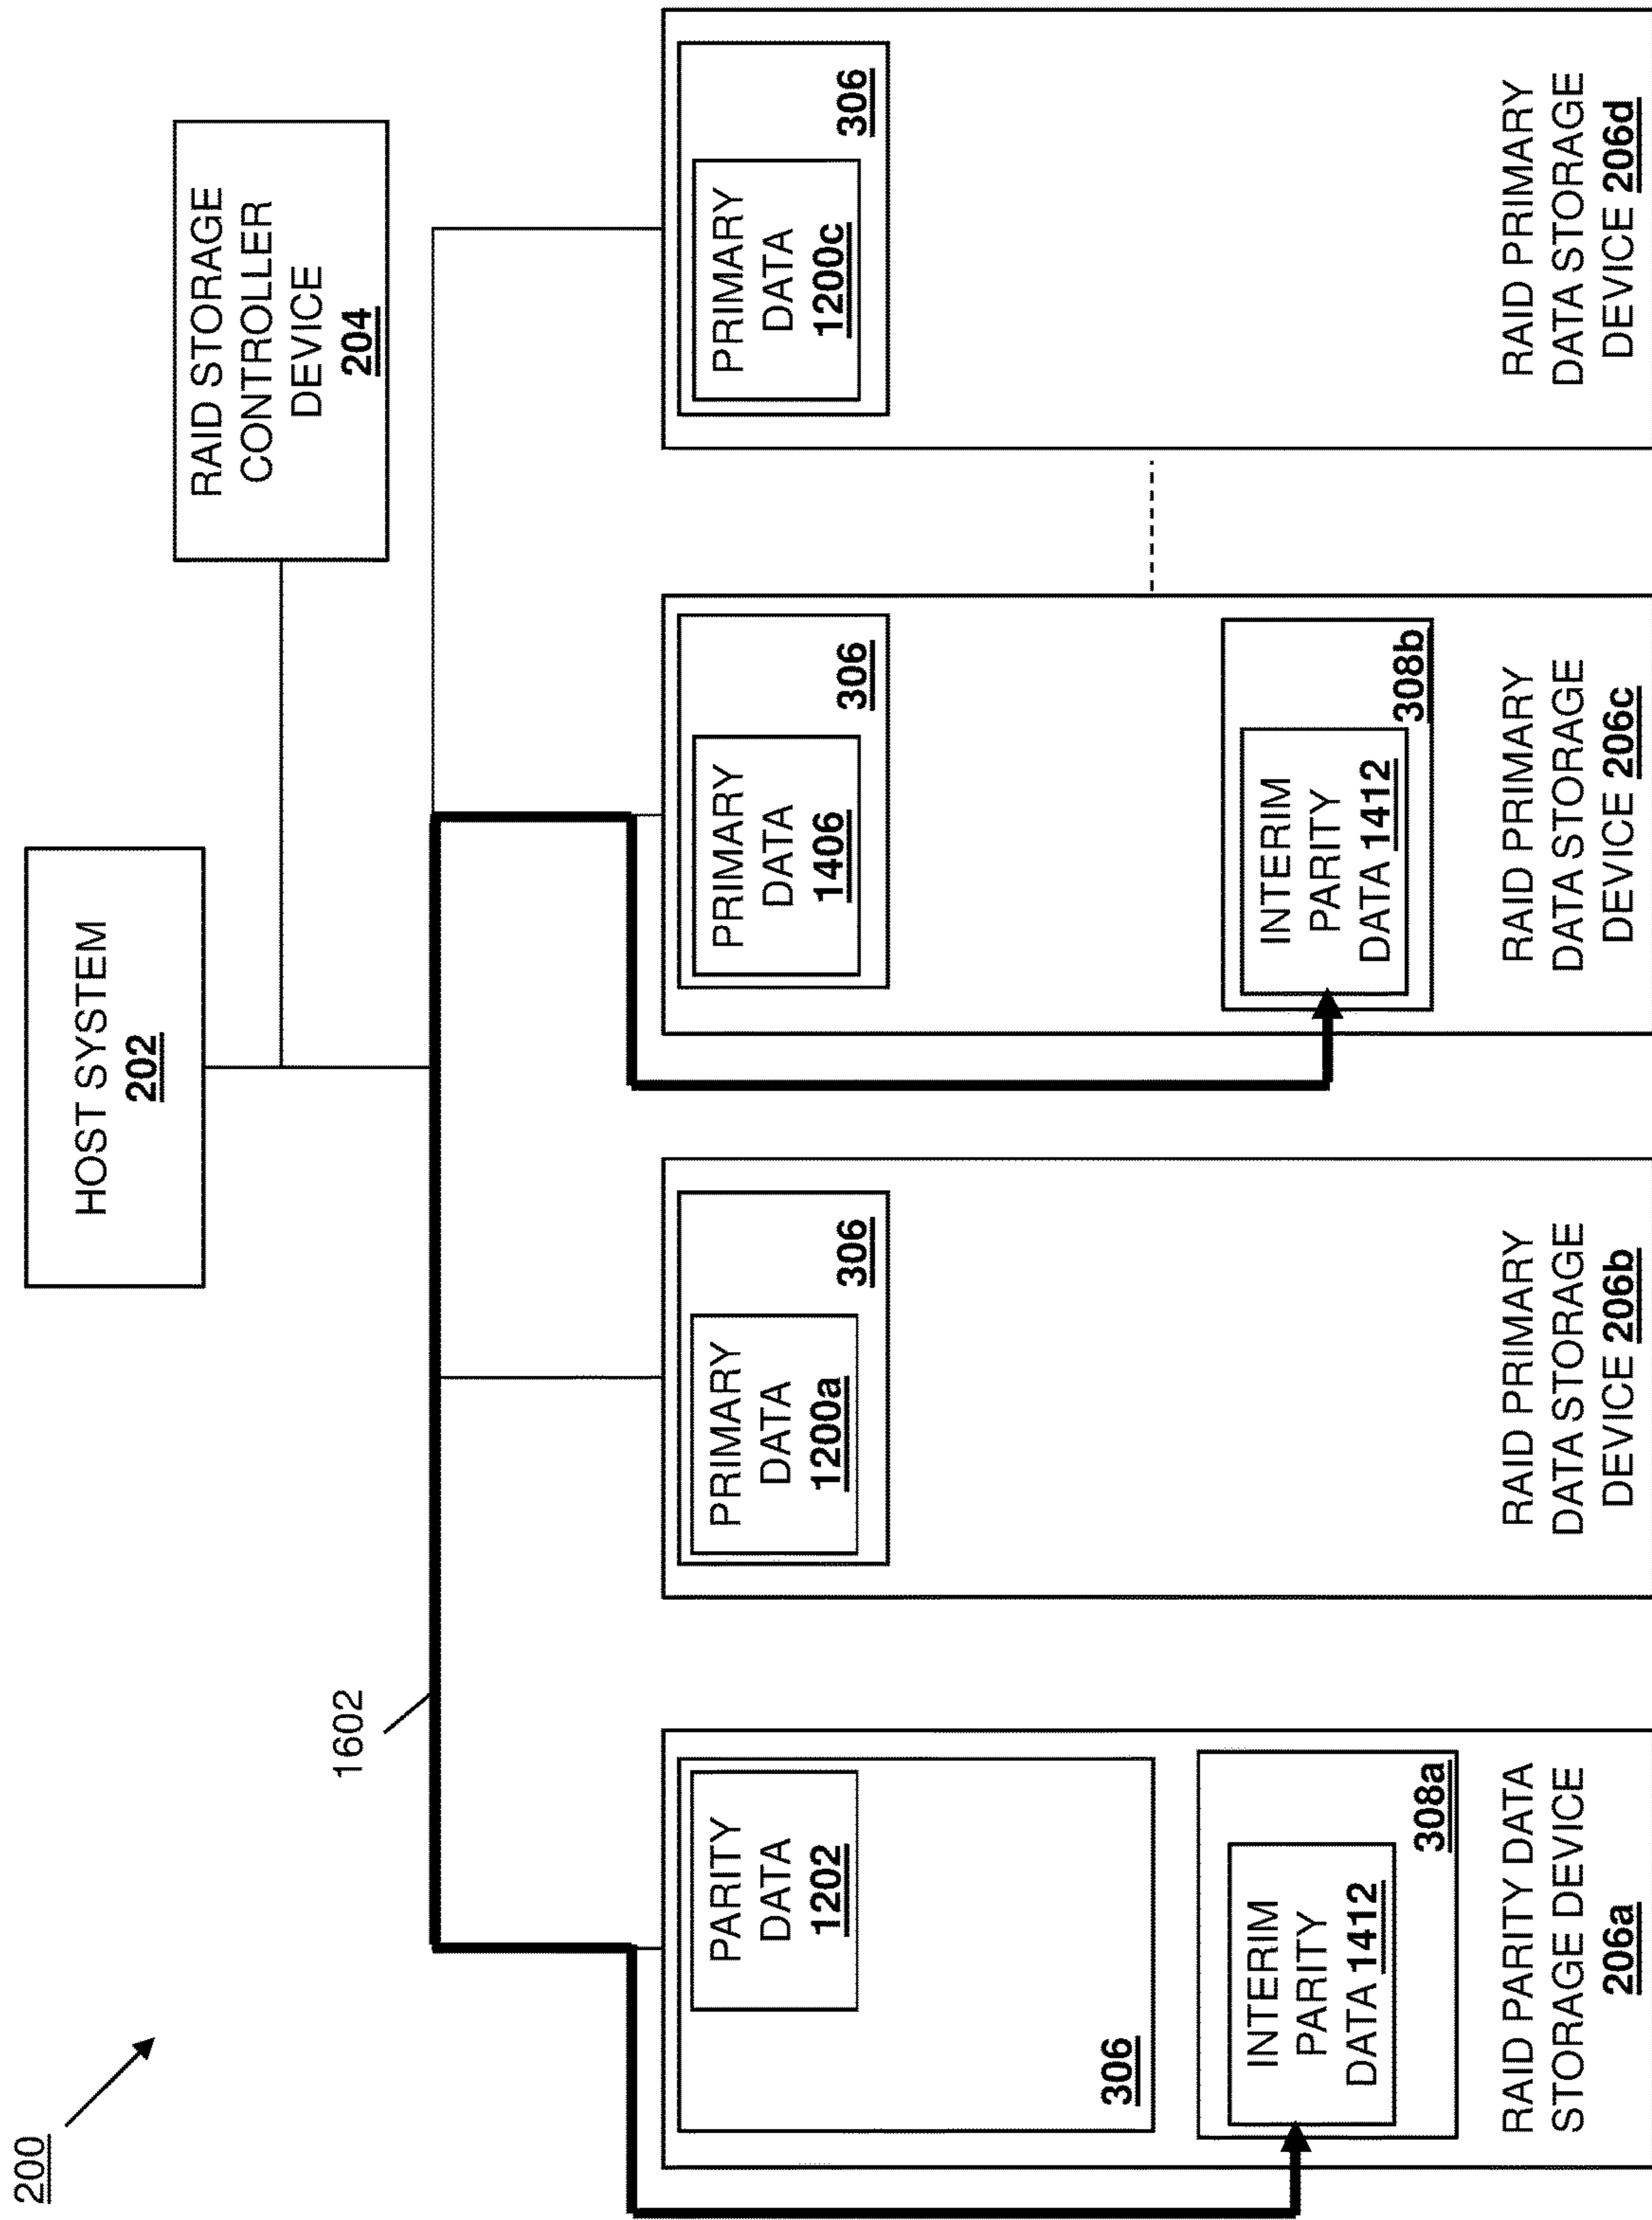 200
HOST SYSTEM
202
RAID STORAGE
CONTROLLER
DEVICE
204
1602
PARITY
DATA
1202
306
INTERIM
PARITY
DATA 1412
308a
RAID PARITY DATA
STORAGE DEVICE
206a
PRIMARY
DATA
1200a
306
RAID PRIMARY
DATA STORAGE
DEVICE 206b
PRIMARY
DATA
1406
306
INTERIM
PARITY
DATA 1412
308b
RAID PRIMARY
DATA STORAGE
DEVICE 206c
PRIMARY
DATA
1200c
306
RAID PRIMARY
DATA STORAGE
DEVICE 206d